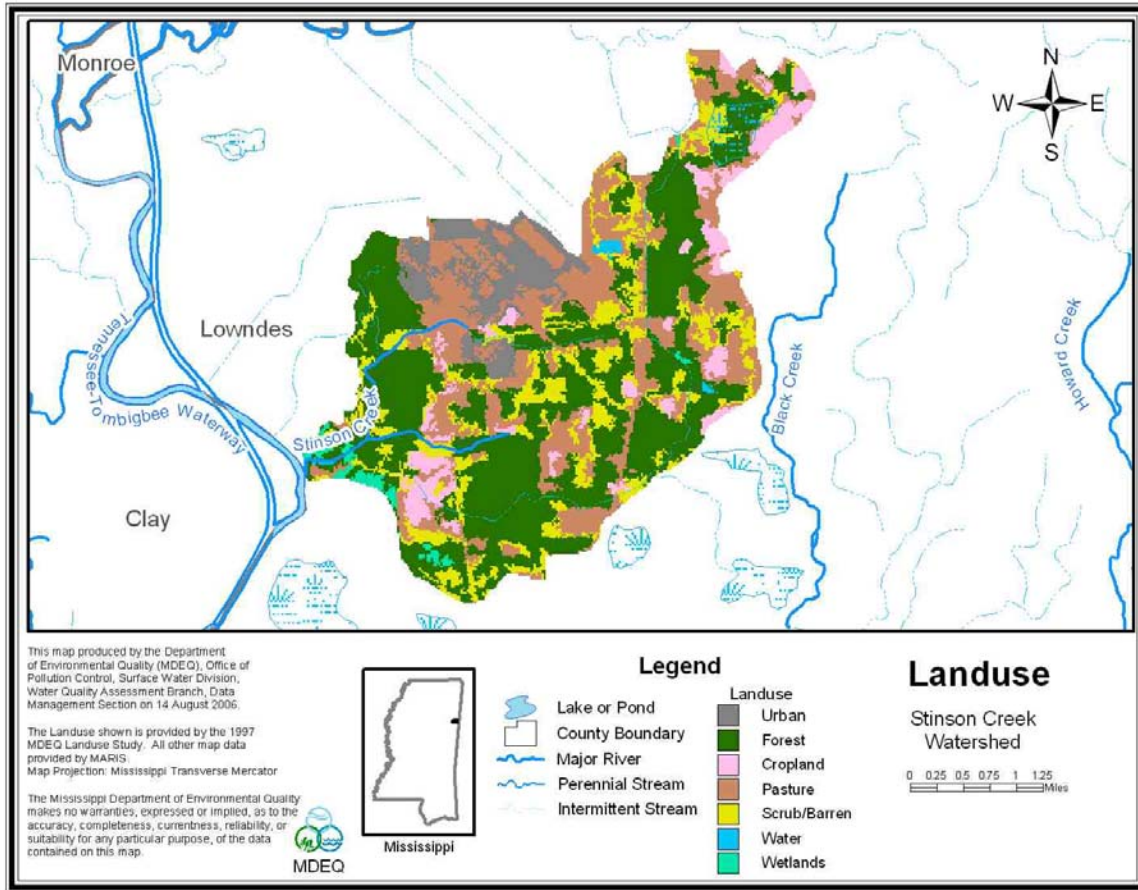 Monroe
N
W
E
S
Lowndes
Tennessee-Tombigbee Waterway
Stinson Creek
Black Creek
Howard Creek
Clay
This map produced by the Department
of Environmental Quality (MDEQ), Office of
Pollution Control, Surface Water Division,
Water Quality Assessment Branch, Data
Management Section on 14 August 2006.
The Landuse shown is provided by the 1997
MDEQ Landuse Study. All other map data
provided by MARIS.
Map Projection: Mississippi Transverse Mercator
The Mississippi Department of Environmental Quality
makes no warranties, expressed or implied, as to the
accuracy, completeness, currentness, reliability, or
suitability for any particular purpose, of the data
contained on this map.
MDEQ
Mississippi
Legend
Lake or Pond
County Boundary
Major River
Perennial Stream
Intermittent Stream
Landuse
Urban
Forest
Cropland
Pasture
Scrub/Barren
Water
Wetlands
Landuse
Stinson Creek
Watershed
0 0.25 0.5 0.75 1 1.25
Miles